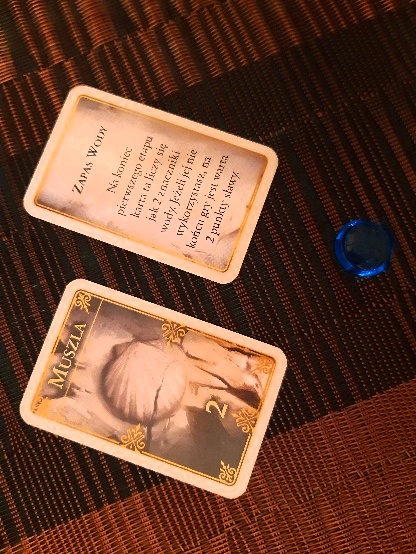 ZAPAS WODY
Na koniec
pierwszego etapu
karta ta liczy się
jak 2 znaczniki
wody. Jeżeli jej nie
wykorzystasz, na
końcu gry jest warta
2 punkty sławy.
MUSZLA
2